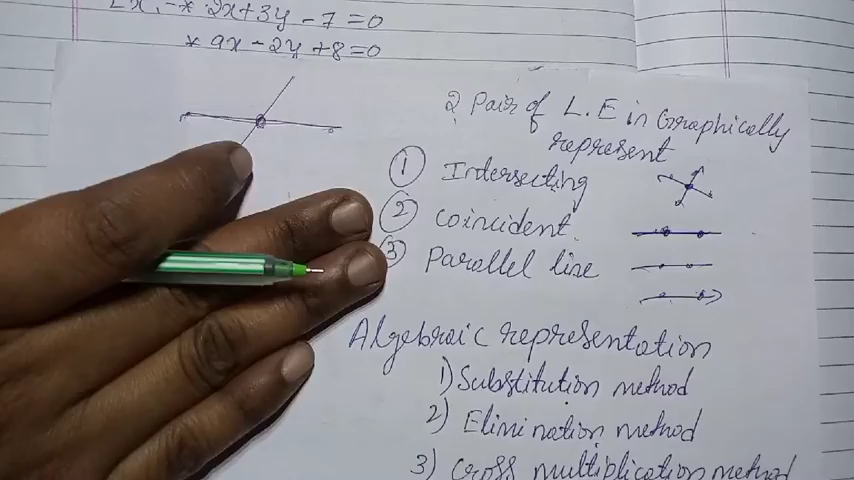 Ex:-* 2x+3y-7=0
* 9x-2y+8=0
2 Pair of L.E in Graphically
represent
1 Intersecting
2 Coincident
3 Parallel line
Algebraic representation
1) Substitution method
2) Elimination method
3) Cross multiplication method